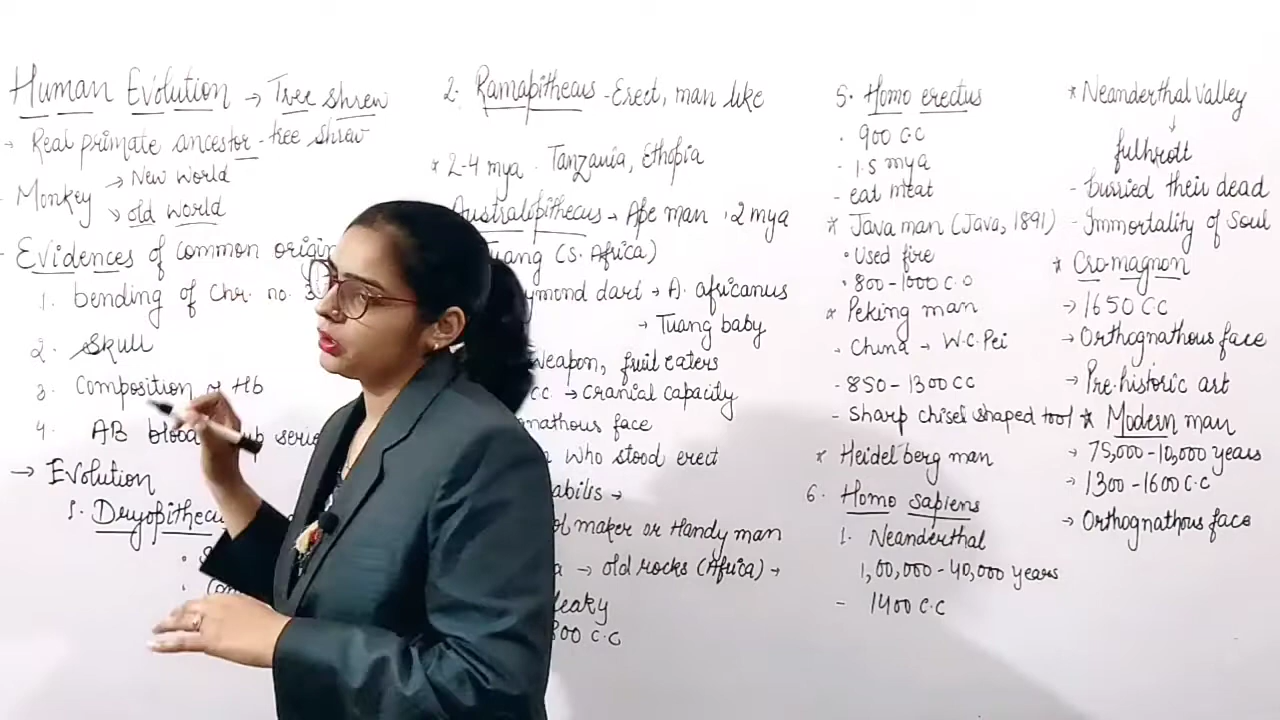 Human Evolution → Tree shrew
→ Real primate ancestor - tree shrew
Monkey → New World
→ old World
- Evidences of common origin
1. bending of Chr. no. 3
2. Skull
3. Composition of Hb
4. AB blood
→ Evolution
1. Dryopithecus
2. Ramapithecus - Erect, man like
* 2-4 mya . Tanzania, Ethopia
Australopithecus → Ape man , 2 mya
Tuang (S. Africa)
dart → A. africanus
→ Tuang baby
Weapon, fruit eaters
C.C. → Cranial capacity
face
who stood erect
→
maker or Handy man
→ old rocks (Africa) →
leaky
800 C.C
5. Homo erectus
. 900 CC
- 1.5 mya
- eat meat
* Java man (Java, 1891)
• Used fire
• 800-1000 C.C
* Peking man
- China → W.C. Pei
- 850-1300 CC
- Sharp chisel shaped tool
* Heidelberg man
6. Homo sapiens
1. Neanderthal
1,00,000-40,000 years
- 1400 C.C
* Neanderthal Valley
↓
fulhrott
- burried their dead
- Immortality of Soul
* Cro-magnon
→ 1650 CC
→ Orthognathous face
→ Pre-historic art
* Modern man
→ 75,000-10,000 years
→ 1300-1600 C.C
→ Orthognathous face